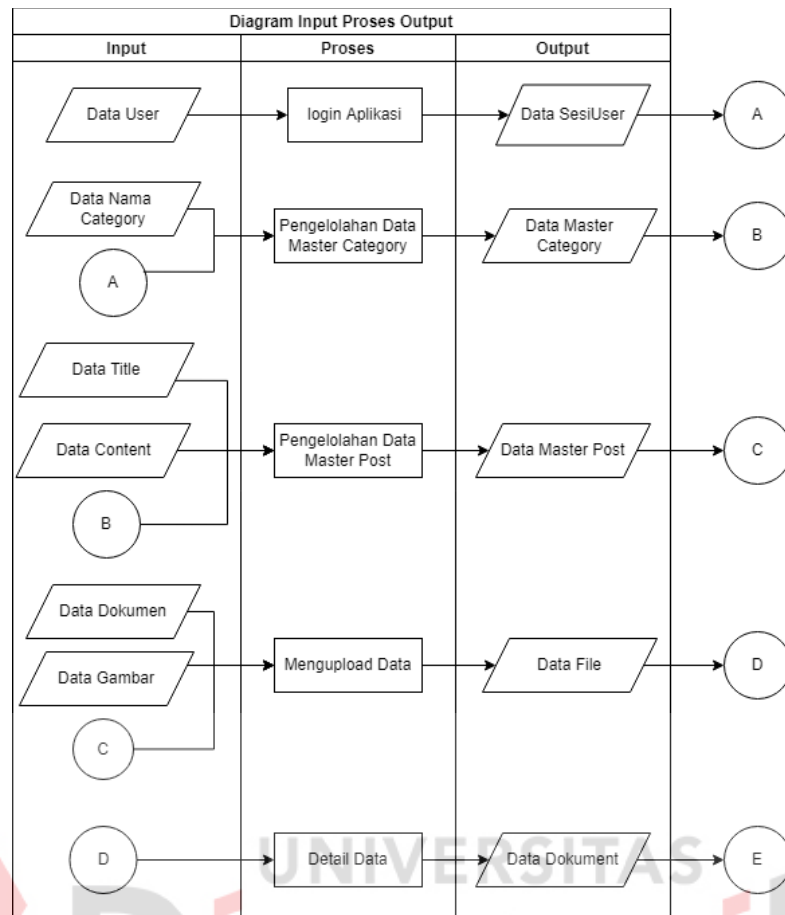 Diagram Input Proses Output
Input
Proses
Output
Data User
login Aplikasi
Data SesiUser
A
Data Nama
Category
A
Pengelolahan Data
Master Category
Data Master
Category
B
Data Title
Data Content
B
Pengelolahan Data
Master Post
Data Master Post
C
Data Dokumen
Data Gambar
C
Mengupload Data
Data File
D
D
Detail Data
Data Dokument
E
UNIVERSITAS